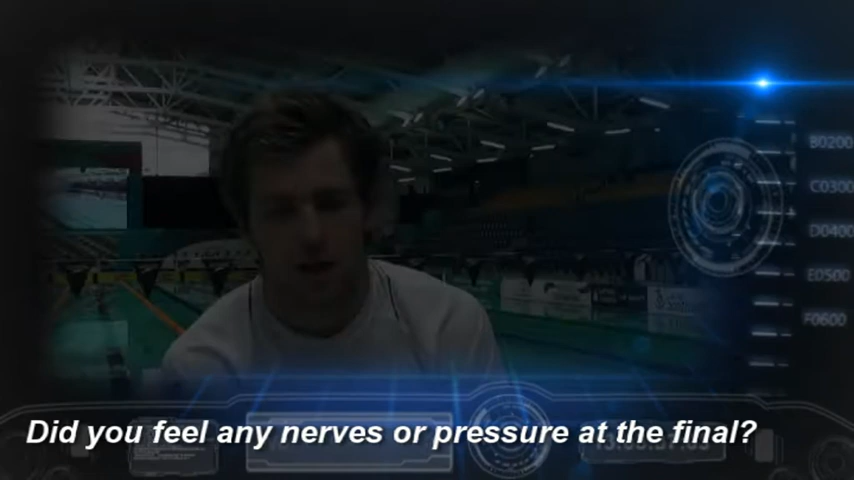 B0200
C0300
D0400
E0500
F0600
Did you feel any nerves or pressure at the final?